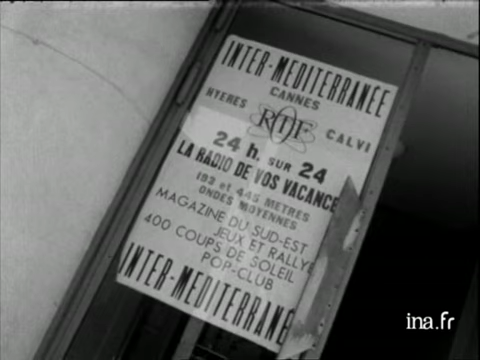 INTER-MEDITERRANEE
CANNES
HYERES RTF CALVI
24 h. SUR 24
LA RADIO DE VOS VACANCE
193 et 445 METRES
ONDES MOYENNES
MAGAZINE DU SUD-EST
JEUX ET RALLYE
400 COUPS DE SOLEIL
POP-CLUB
INTER-MEDITERRANE
ina.fr